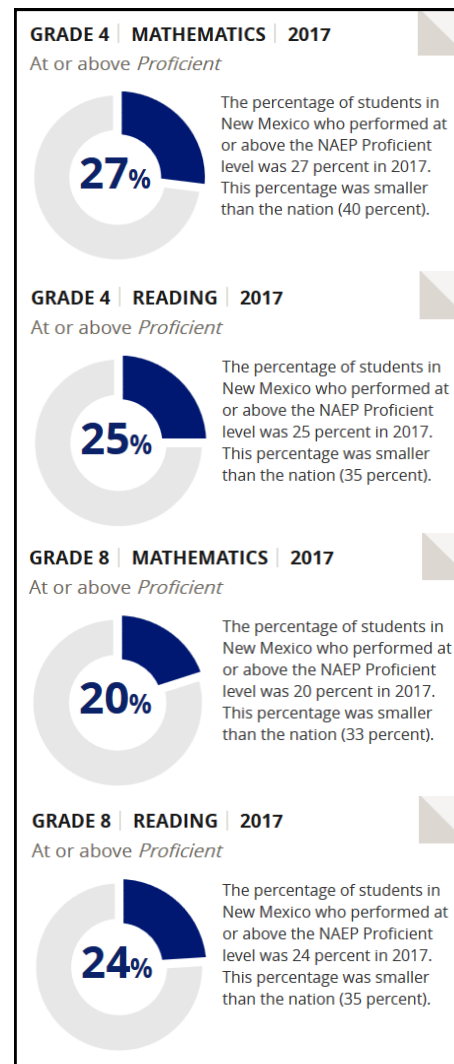 GRADE 4 | MATHEMATICS | 2017
At or above Proficient
27%
The percentage of students in
New Mexico who performed at
or above the NAEP Proficient
level was 27 percent in 2017.
This percentage was smaller
than the nation (40 percent).
GRADE 4 | READING | 2017
At or above Proficient
25%
The percentage of students in
New Mexico who performed at
or above the NAEP Proficient
level was 25 percent in 2017.
This percentage was smaller
than the nation (35 percent).
GRADE 8 | MATHEMATICS | 2017
At or above Proficient
20%
The percentage of students in
New Mexico who performed at
or above the NAEP Proficient
level was 20 percent in 2017.
This percentage was smaller
than the nation (33 percent).
GRADE 8 | READING | 2017
At or above Proficient
24%
The percentage of students in
New Mexico who performed at
or above the NAEP Proficient
level was 24 percent in 2017.
This percentage was smaller
than the nation (35 percent).